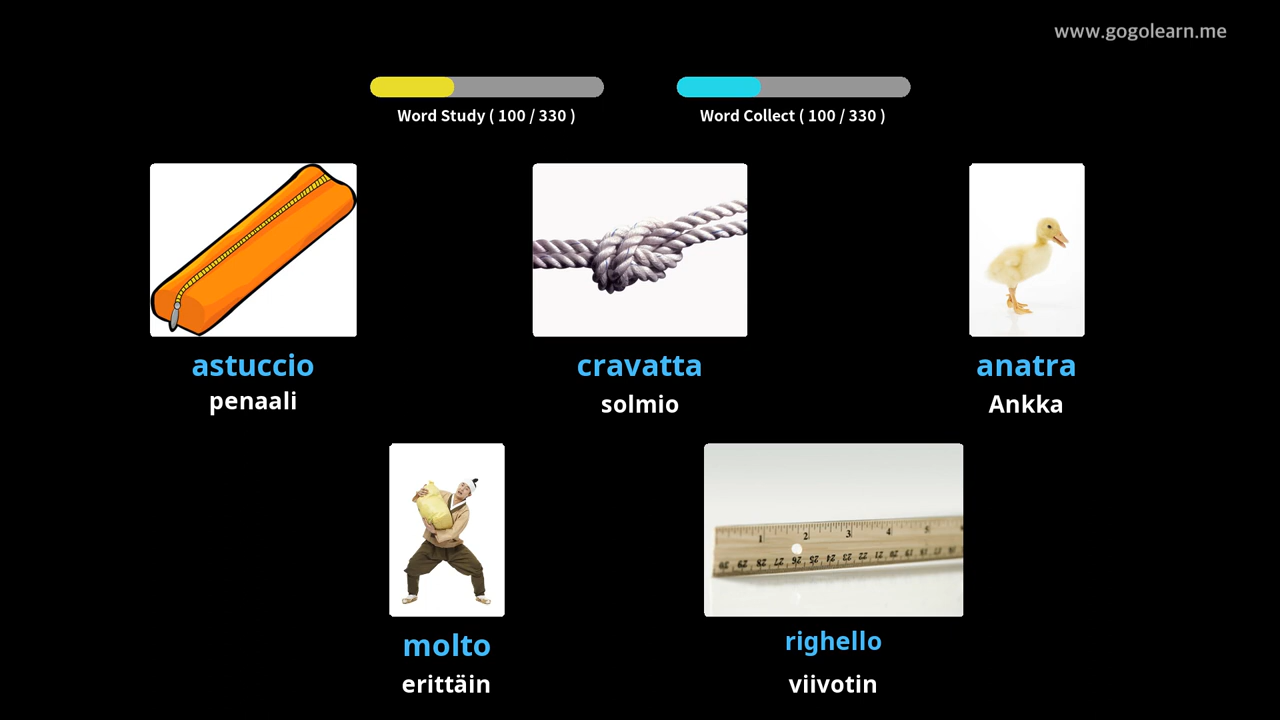 www.gogolearn.me
Word Study ( 100 / 330 )
Word Collect ( 100 / 330 )
astuccio
penaali
cravatta
solmio
anatra
Ankka
molto
erittäin
righello
viivotin